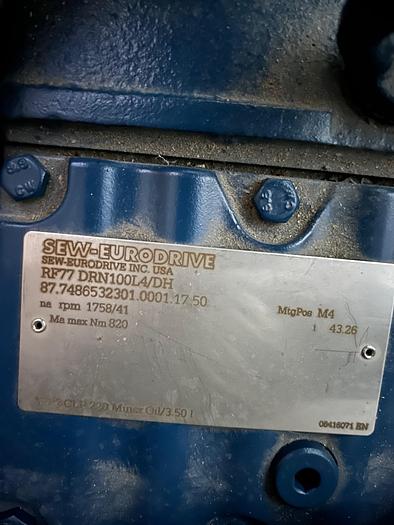 SEW-EURODRIVE
SEW-EURODRIVE INC. USA
RF77 DRN100L4/DH
87.7486532301.0001.17 50
na rpm 1758/41 MtgPos M4
Ma max Nm 820 i 43.26
CLP 220 Miner Oil/3.50 l
08416071 EN